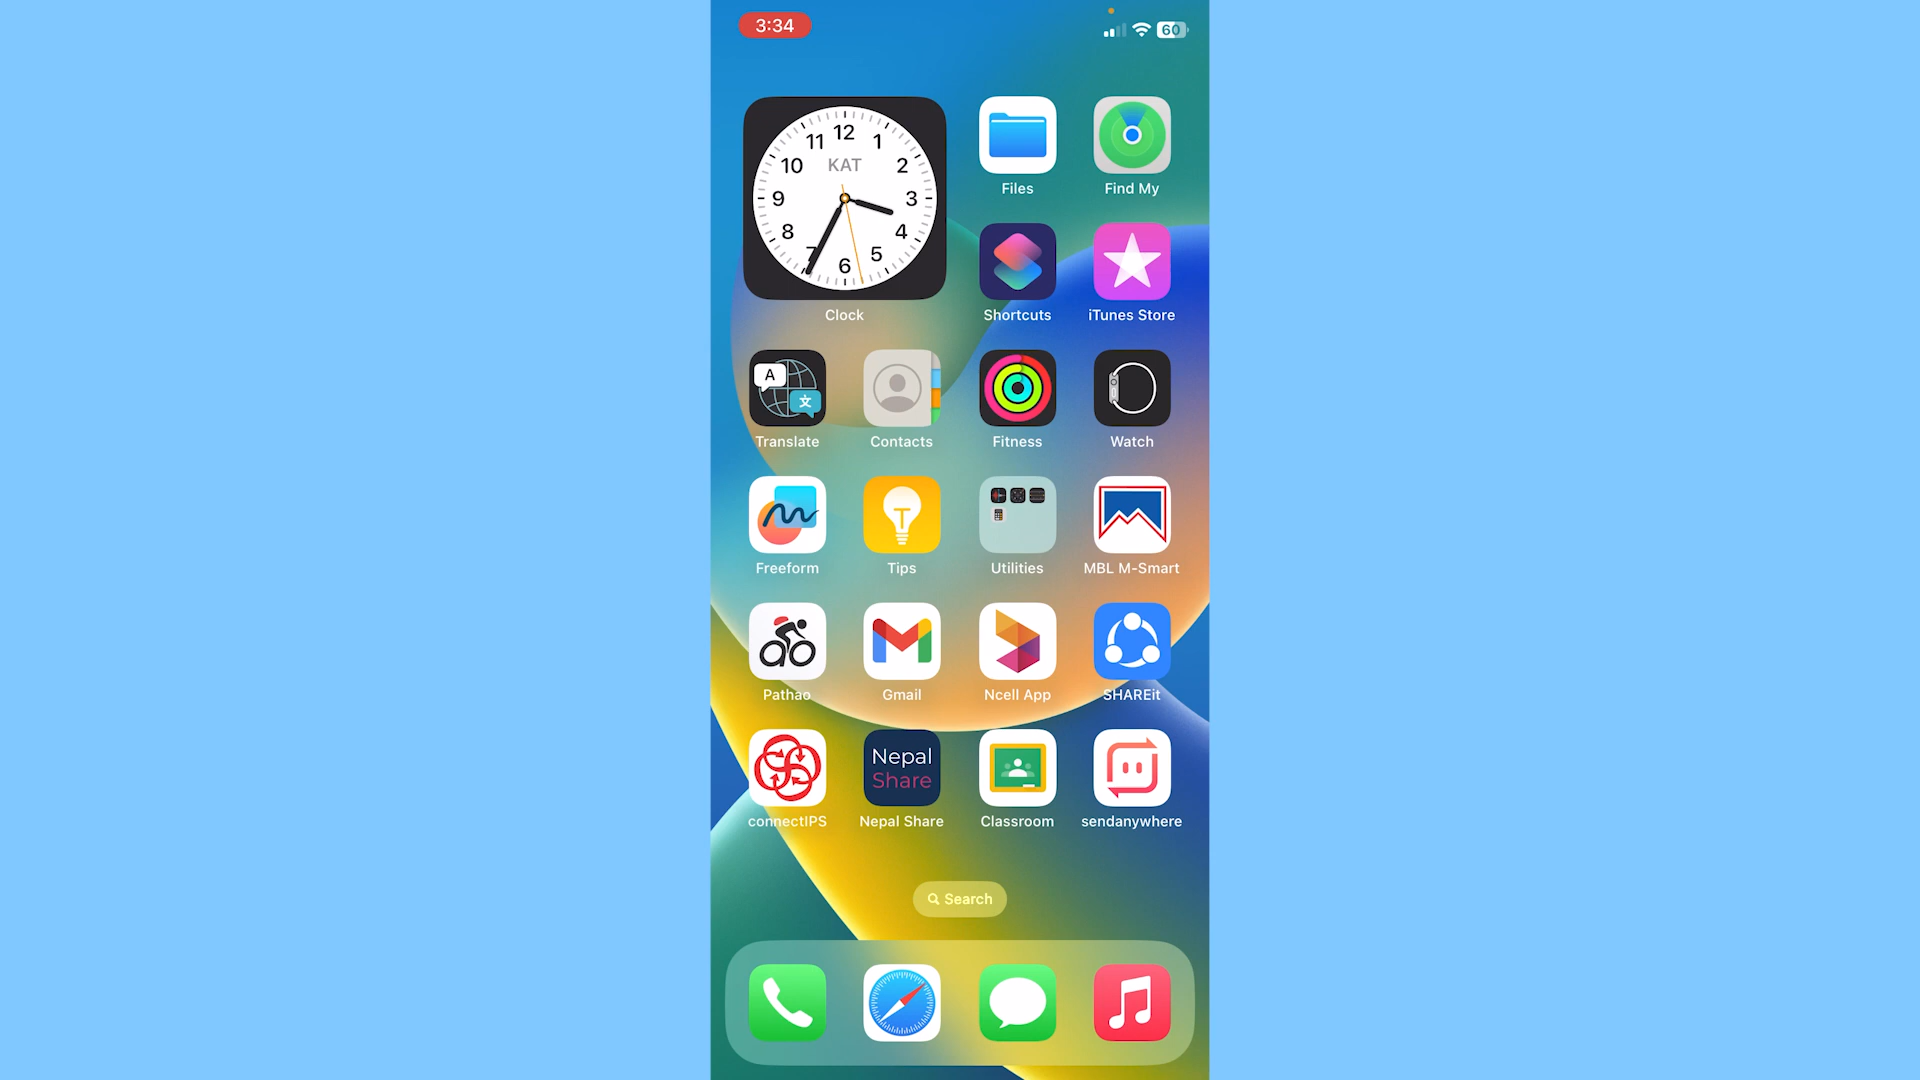 3:34
60
12
11 1
KAT
10 2
9 3
8 4
7 5
6
Clock
Files
Find My
Shortcuts
iTunes Store
A
文
Translate
Contacts
Fitness
Watch
Freeform
Tips
Utilities
MBL M-Smart
Pathao
Gmail
Ncell App
SHAREit
connectIPS
Nepal
Share
Nepal Share
Classroom
sendanywhere
Search